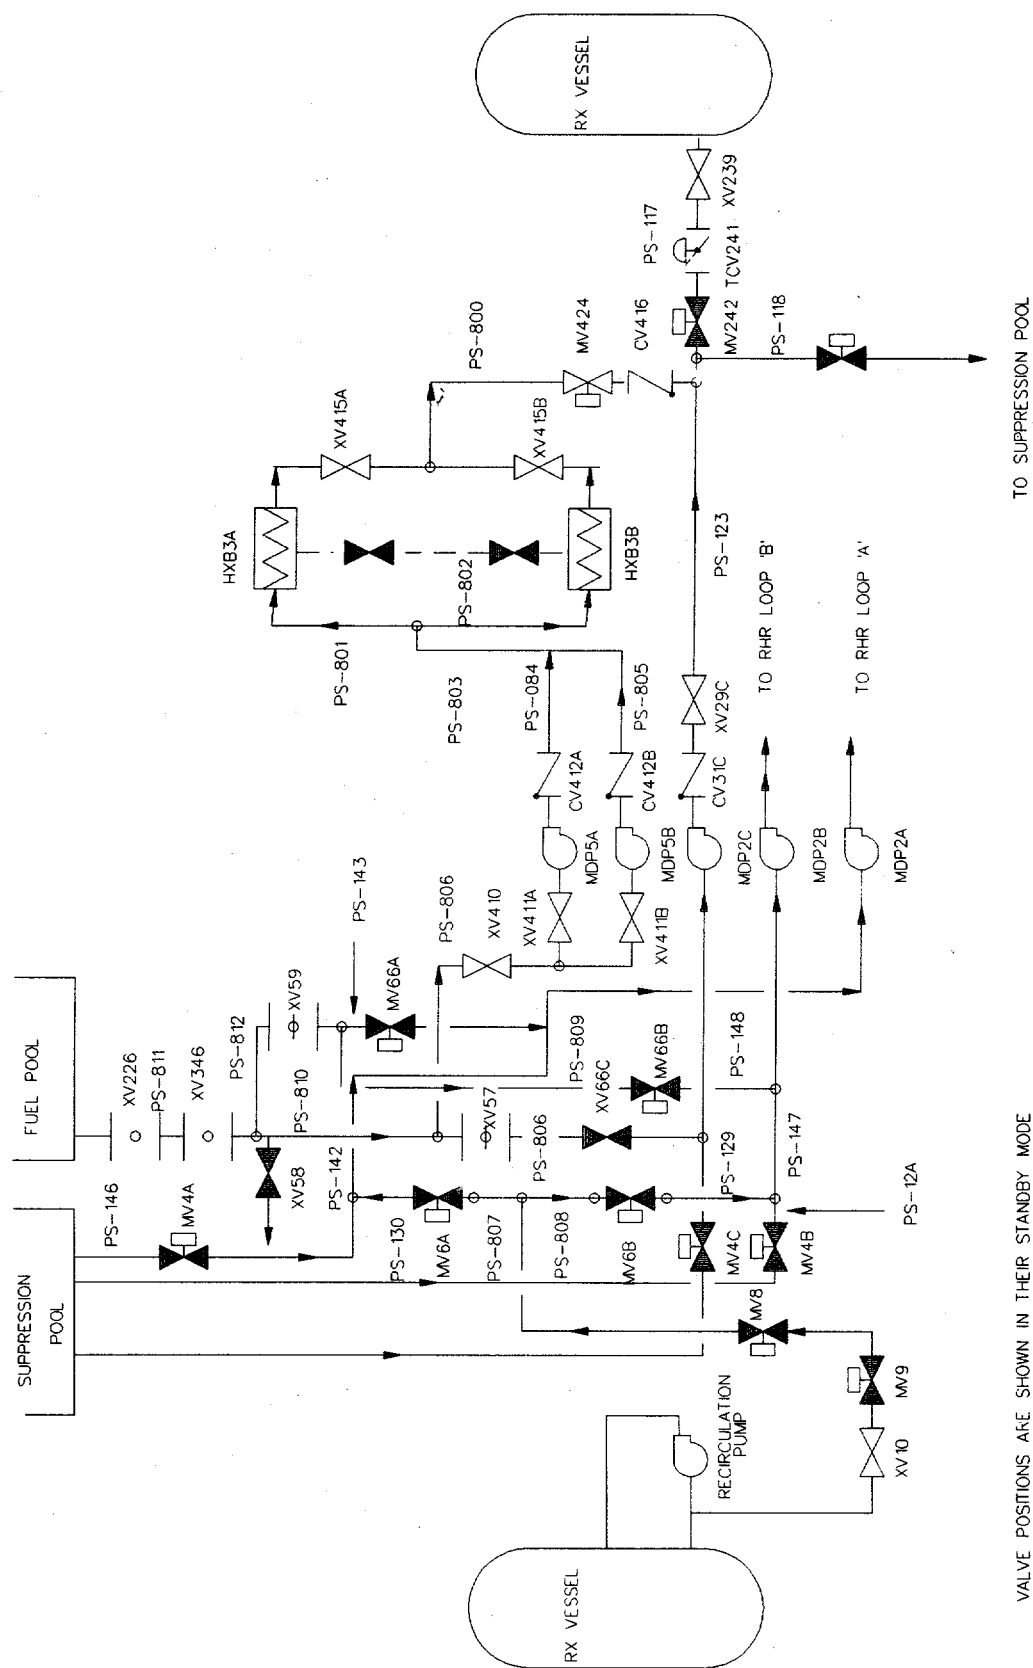 SUPPRESSION
POOL
FUEL POOL
PS-146
MV4A
XV226
PS-811
XV346
PS-812
XV59
PS-143
PS-810
XV58
PS-142
MV66A
PS-806
XV410
XV411A
MDP5A
CV412A
PS-084
PS-803
PS-801
HXB3A
XV415A
PS-800
PS-802
XV415B
HXB3B
MV424
CV416
PS-117
RX VESSEL
XV239
TCV241
MV242
PS-118
PS-805
CV412B
MDP5B
XV411B
PS-123
XV29C
CV31C
MDP2C
PS-809
MV66B
XV66C
XV57
PS-806
PS-148
PS-129
PS-147
PS-130
MV6A
PS-807
PS-808
MV6B
MV4C
MV4B
PS-12A
MV8
MV9
XV10
RECIRCULATION
PUMP
RX VESSEL
MDP2B
MDP2A
TO RHR LOOP 'B'
TO RHR LOOP 'A'
TO SUPPRESSION POOL
VALVE POSITIONS ARE SHOWN IN THEIR STANDBY MODE